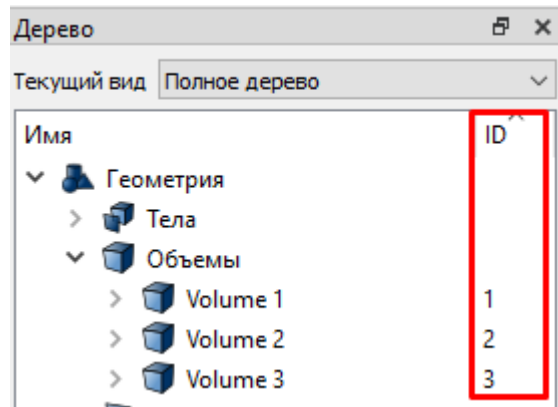 Дерево
Текущий вид Полное дерево
Имя ID
Геометрия
Тела
Объемы
Volume 1 1
Volume 2 2
Volume 3 3